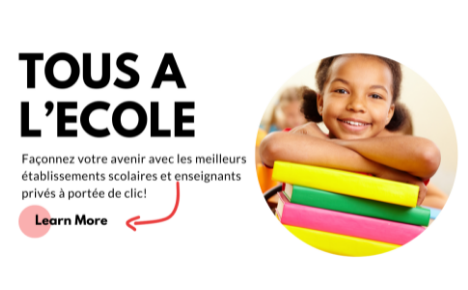 TOUS A
L'ECOLE
Façonnez votre avenir avec les meilleurs
établissements scolaires et enseignants
privés à portée de clic!
Learn More